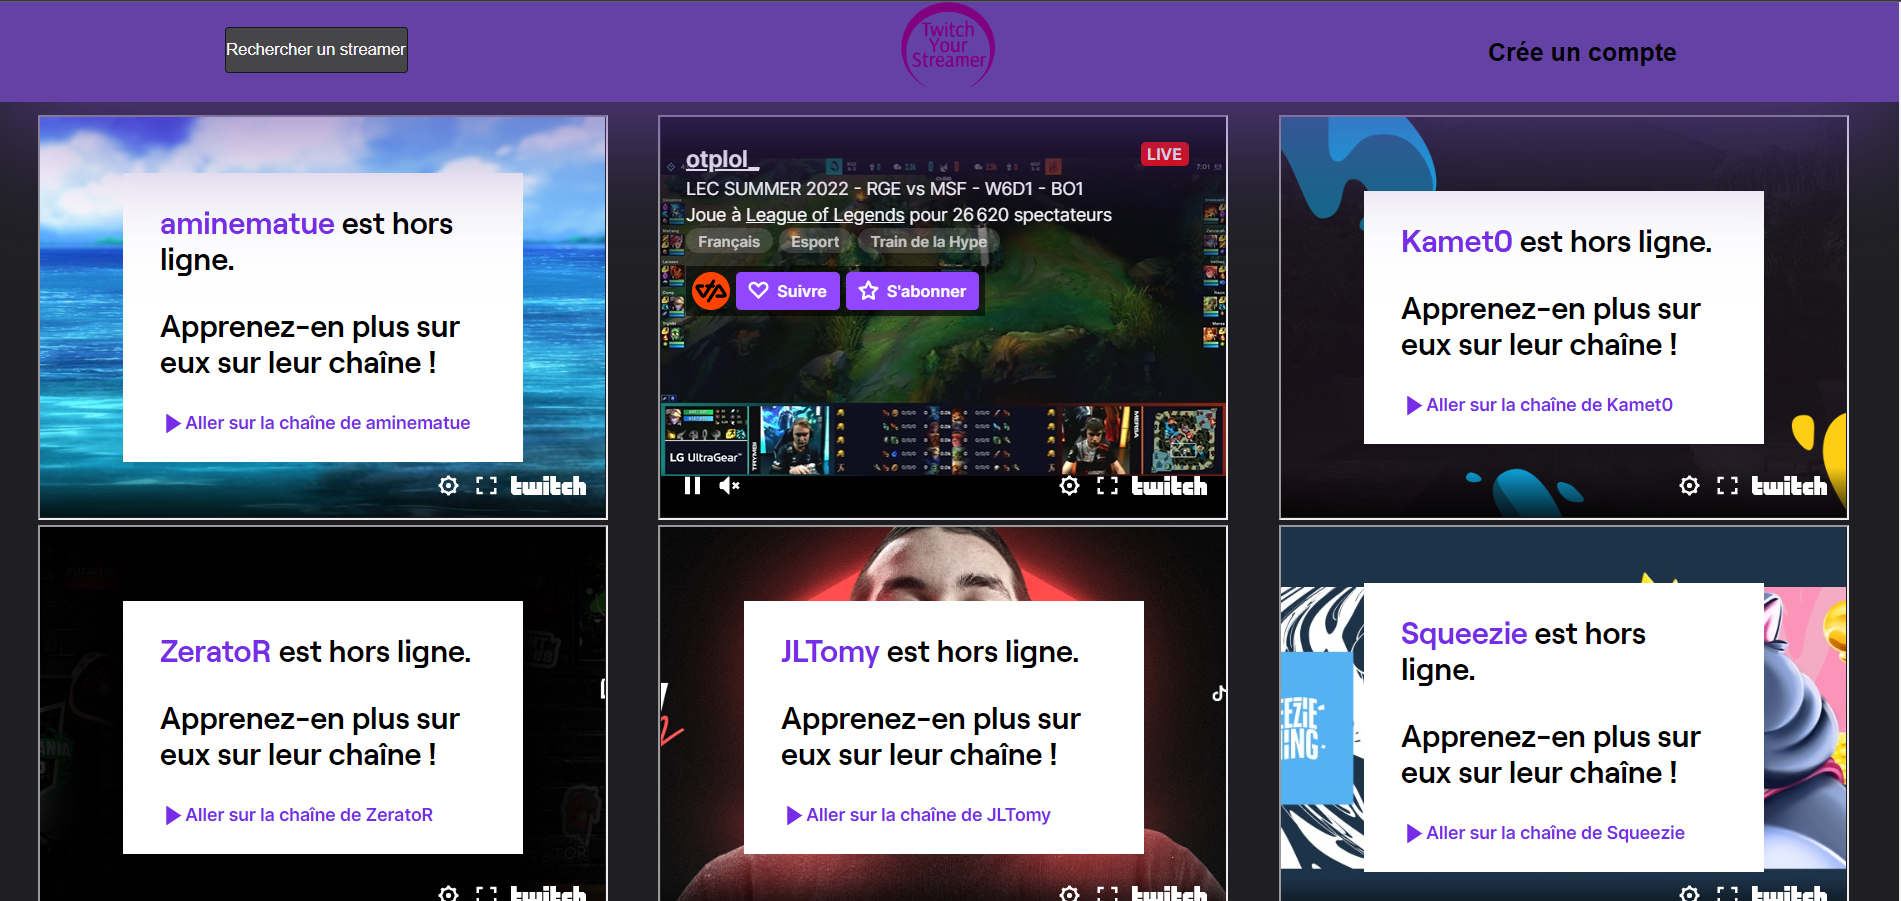 Rechercher un streamer
Twitch
Your
Streamer
Crée un compte
aminematue est hors
ligne.
Apprenez-en plus sur
eux sur leur chaîne !
Aller sur la chaîne de aminematue
twitch
otplol_
LIVE
LEC SUMMER 2022 - RGE vs MSF - W6D1 - BO1
Joue à League of Legends pour 26 620 spectateurs
Français
Esport
Train de la Hype
Suivre
S'abonner
LG UltraGear
twitch
Kamet0 est hors ligne.
Apprenez-en plus sur
eux sur leur chaîne !
Aller sur la chaîne de Kamet0
twitch
ZeratoR est hors ligne.
Apprenez-en plus sur
eux sur leur chaîne !
Aller sur la chaîne de ZeratoR
twitch
JLTomy est hors ligne.
Apprenez-en plus sur
eux sur leur chaîne !
Aller sur la chaîne de JLTomy
twitch
Squeezie est hors
ligne.
Apprenez-en plus sur
eux sur leur chaîne !
Aller sur la chaîne de Squeezie
twitch